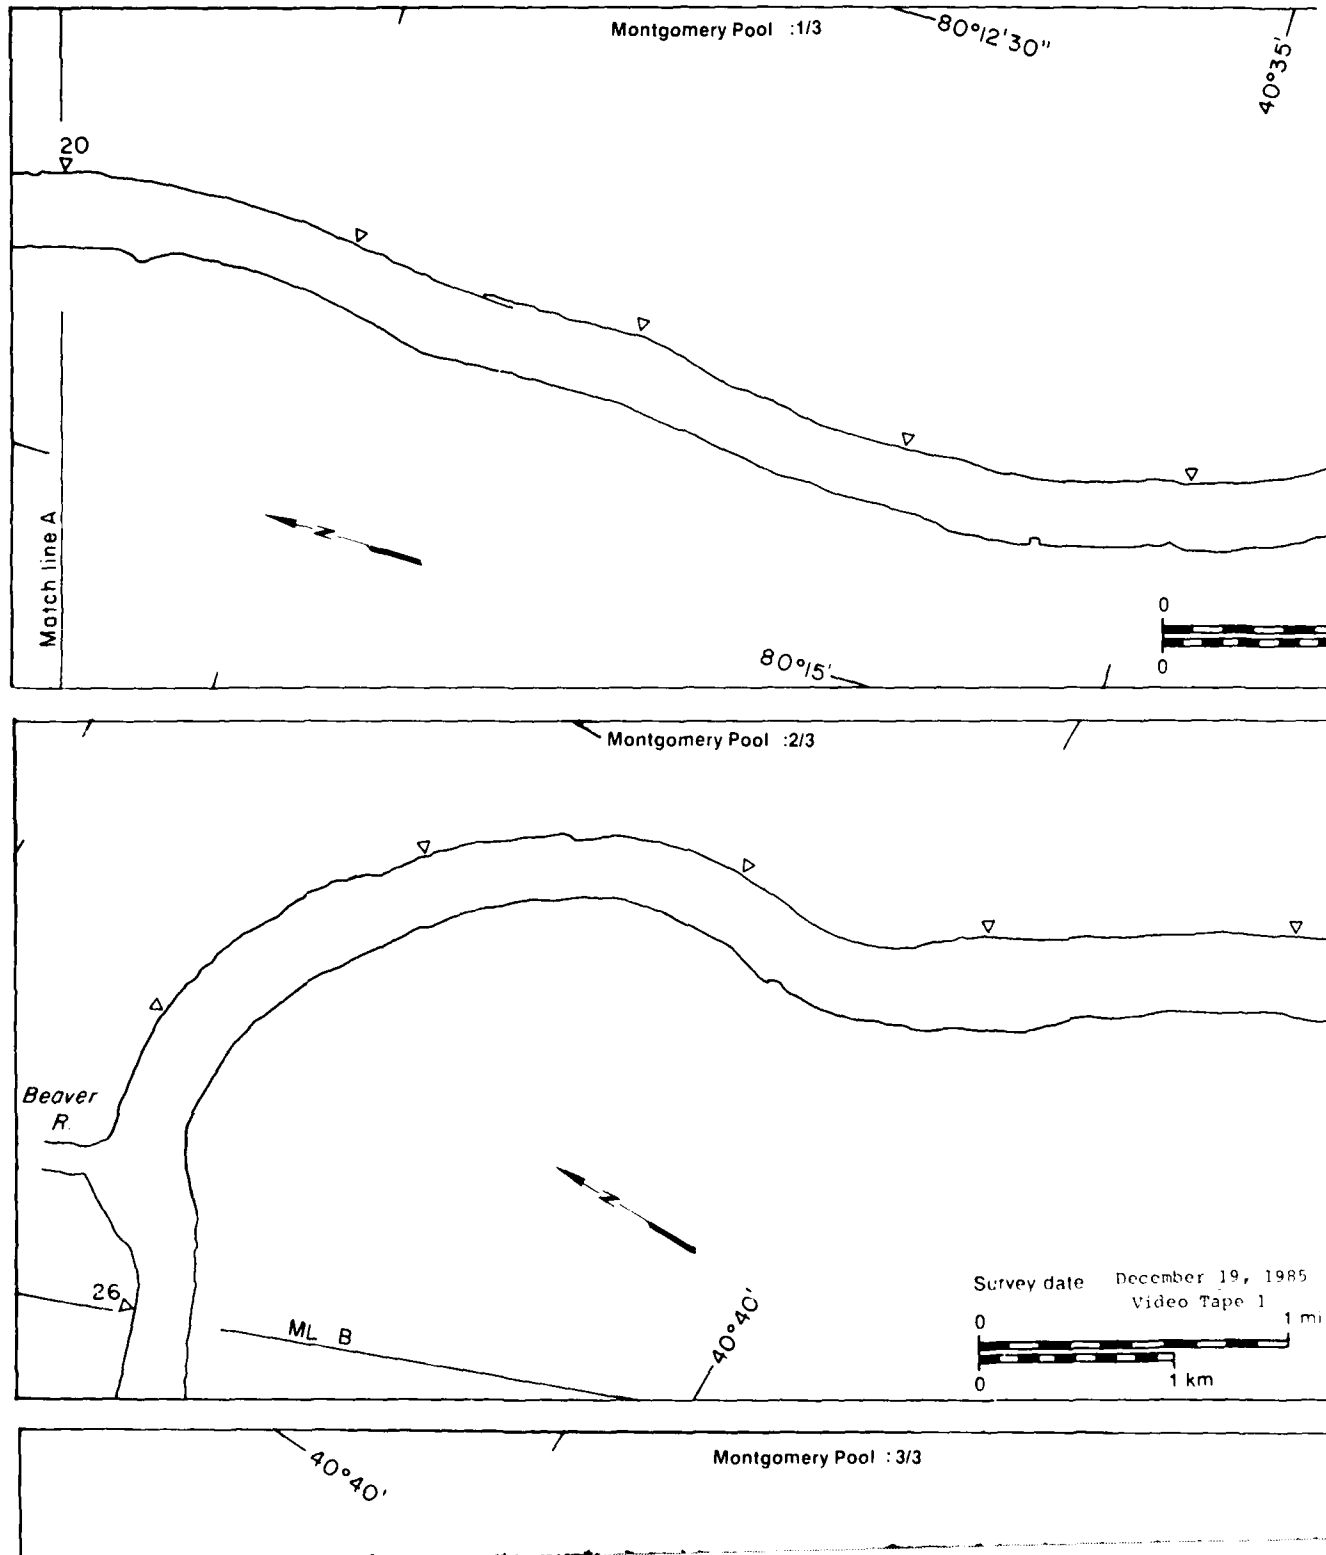 Montgomery Pool :1/3
80°12'30"
40°35'
20
N
Match line A
0
0
80°15'
Montgomery Pool :2/3
Beaver
R.
N
26
ML B
40°40'
Survey date December 19, 1985
Video Tape 1
0 1 mi
0 1 km
40°40'
Montgomery Pool :3/3